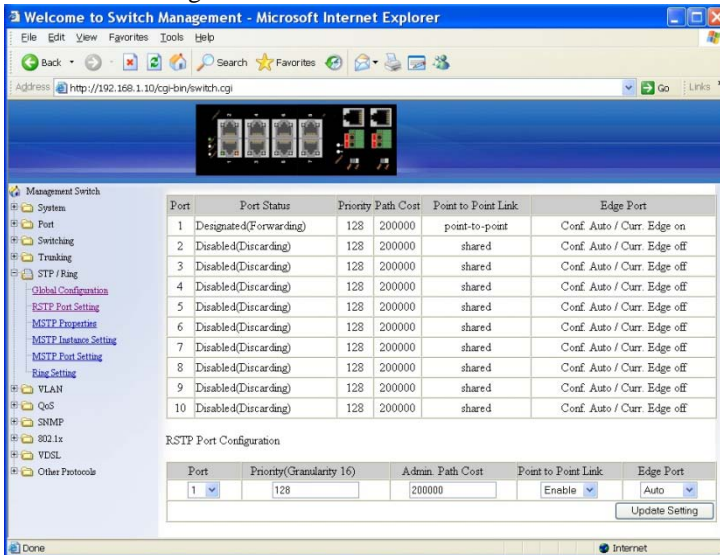 Welcome to Switch Management - Microsoft Internet Explorer
File Edit View Favorites Tools Help
Back Search Favorites
Address http://192.168.1.10/cgi-bin/switch.cgi Go Links
Management Switch
System
Port
Switching
Trunking
STP / Ring
Global Configuration
RSTP Port Setting
MSTP Properties
MSTP Instance Setting
MSTP Port Setting
Ring Setting
VLAN
QoS
SNMP
802.1x
VDSL
Other Protocols
Port Port Status Priority Path Cost Point to Point Link Edge Port
1 Designated(Forwarding) 128 200000 point-to-point Conf. Auto / Curr. Edge on
2 Disabled(Discarding) 128 200000 shared Conf. Auto / Curr. Edge off
3 Disabled(Discarding) 128 200000 shared Conf. Auto / Curr. Edge off
4 Disabled(Discarding) 128 200000 shared Conf. Auto / Curr. Edge off
5 Disabled(Discarding) 128 200000 shared Conf. Auto / Curr. Edge off
6 Disabled(Discarding) 128 200000 shared Conf. Auto / Curr. Edge off
7 Disabled(Discarding) 128 200000 shared Conf. Auto / Curr. Edge off
8 Disabled(Discarding) 128 200000 shared Conf. Auto / Curr. Edge off
9 Disabled(Discarding) 128 200000 shared Conf. Auto / Curr. Edge off
10 Disabled(Discarding) 128 200000 shared Conf. Auto / Curr. Edge off
RSTP Port Configuration
Port Priority(Granularity 16) Admin. Path Cost Point to Point Link Edge Port
1 128 200000 Enable Auto
Update Setting
Done Internet